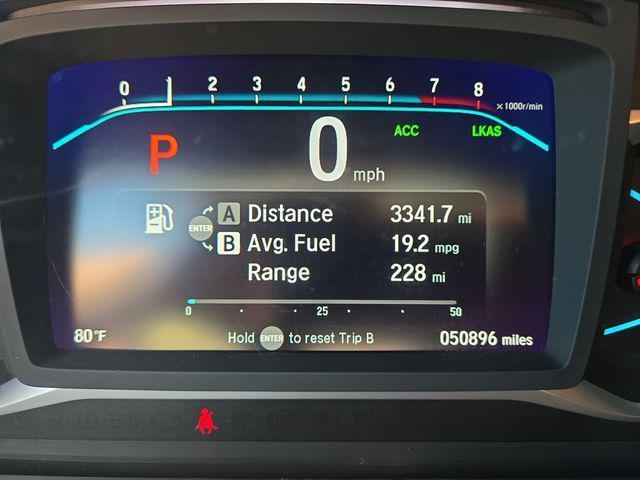 0 1 2 3 4 5 6 7 8
x1000r/min
P 0 mph ACC LKAS
A Distance 3341.7 mi
ENTER
B Avg. Fuel 19.2 mpg
Range 228 mi
0 25 50
80°F Hold ENTER to reset Trip B 050896 miles